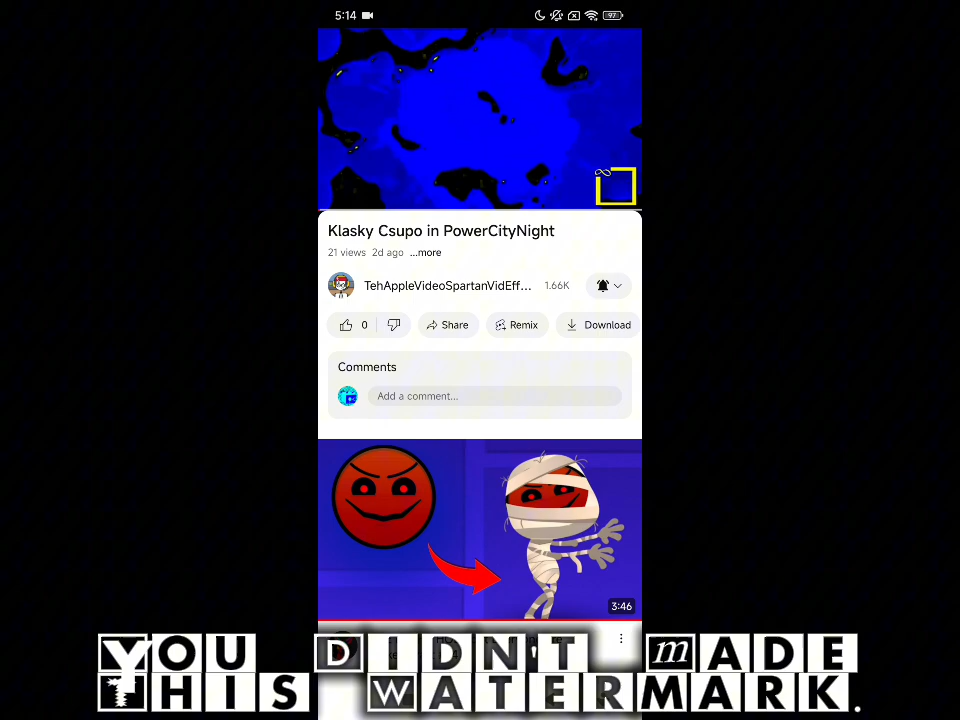 5:14
97
Klasky Csupo in PowerCityNight
21 views 2d ago ...more
TehAppleVideoSpartanVidEff... 1.66K
0 Share Remix Download
Comments
Add a comment...
3:46
YOU DIDN'T MADE
THIS WATERMARK.